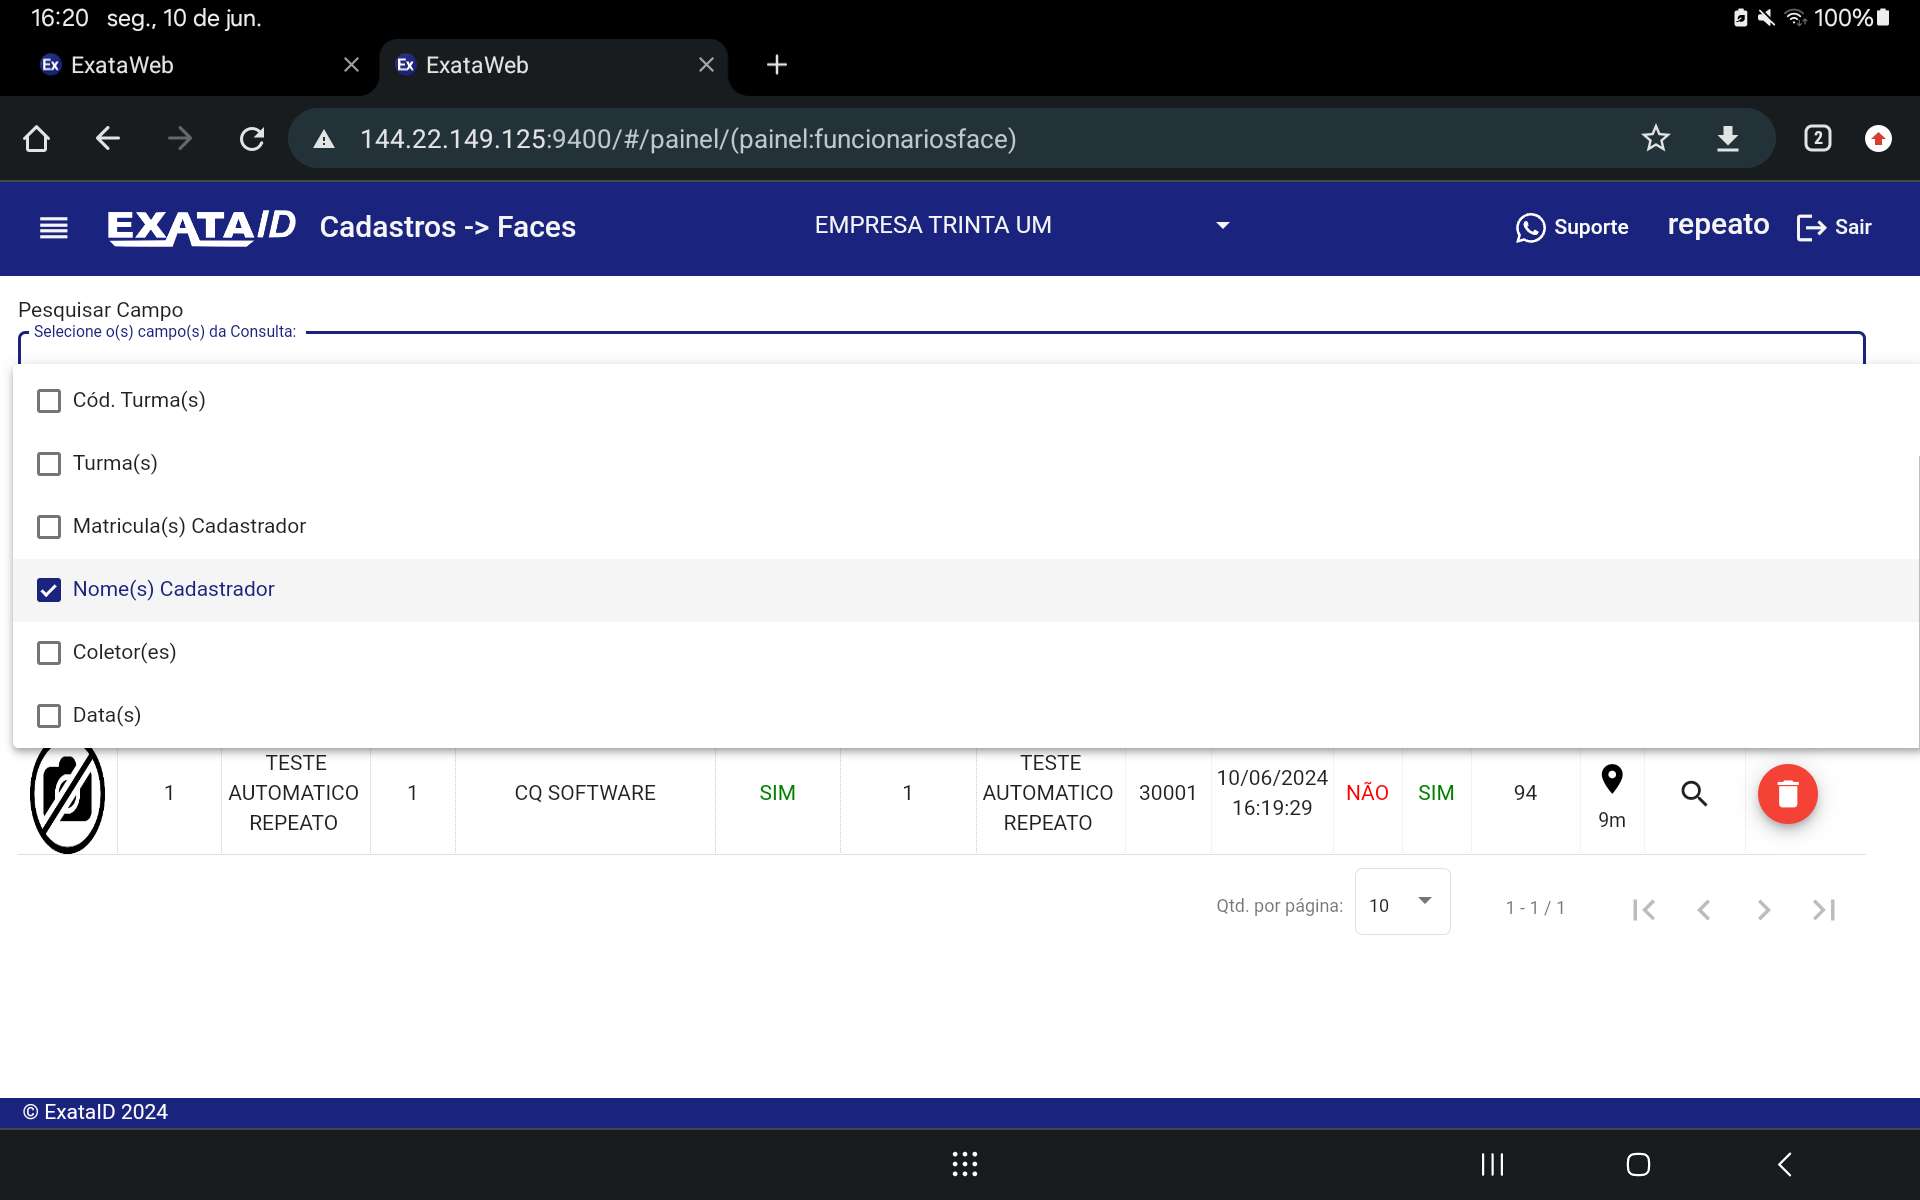 16:20 seg., 10 de jun.
100%
Ex ExataWeb
Ex ExataWeb
144.22.149.125:9400/#/painel/(painel:funcionariosface)
2
EXATAID Cadastros -> Faces
EMPRESA TRINTA UM
Suporte
repeato
Sair
Pesquisar Campo
Selecione o(s) campo(s) da Consulta:
Cód. Turma(s)
Turma(s)
Matricula(s) Cadastrador
Nome(s) Cadastrador
Coletor(es)
Data(s)
1
TESTE
AUTOMATICO
REPEATO
1
CQ SOFTWARE
SIM
1
TESTE
AUTOMATICO
REPEATO
30001
10/06/2024
16:19:29
NÃO
SIM
94
9m
Qtd. por página:
10
1 - 1 / 1
© ExataID 2024